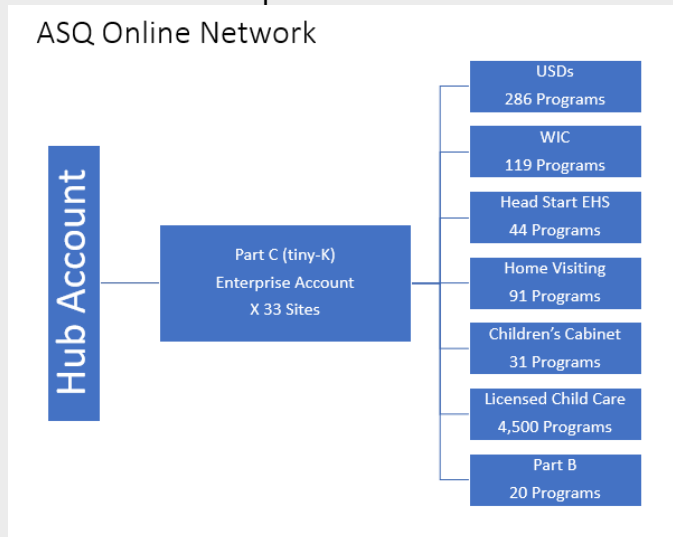 ASQ Online Network
Hub Account
Part C (tiny-K)
Enterprise Account
X 33 Sites
USDs
286 Programs
WIC
119 Programs
Head Start EHS
44 Programs
Home Visiting
91 Programs
Children's Cabinet
31 Programs
Licensed Child Care
4,500 Programs
Part B
20 Programs